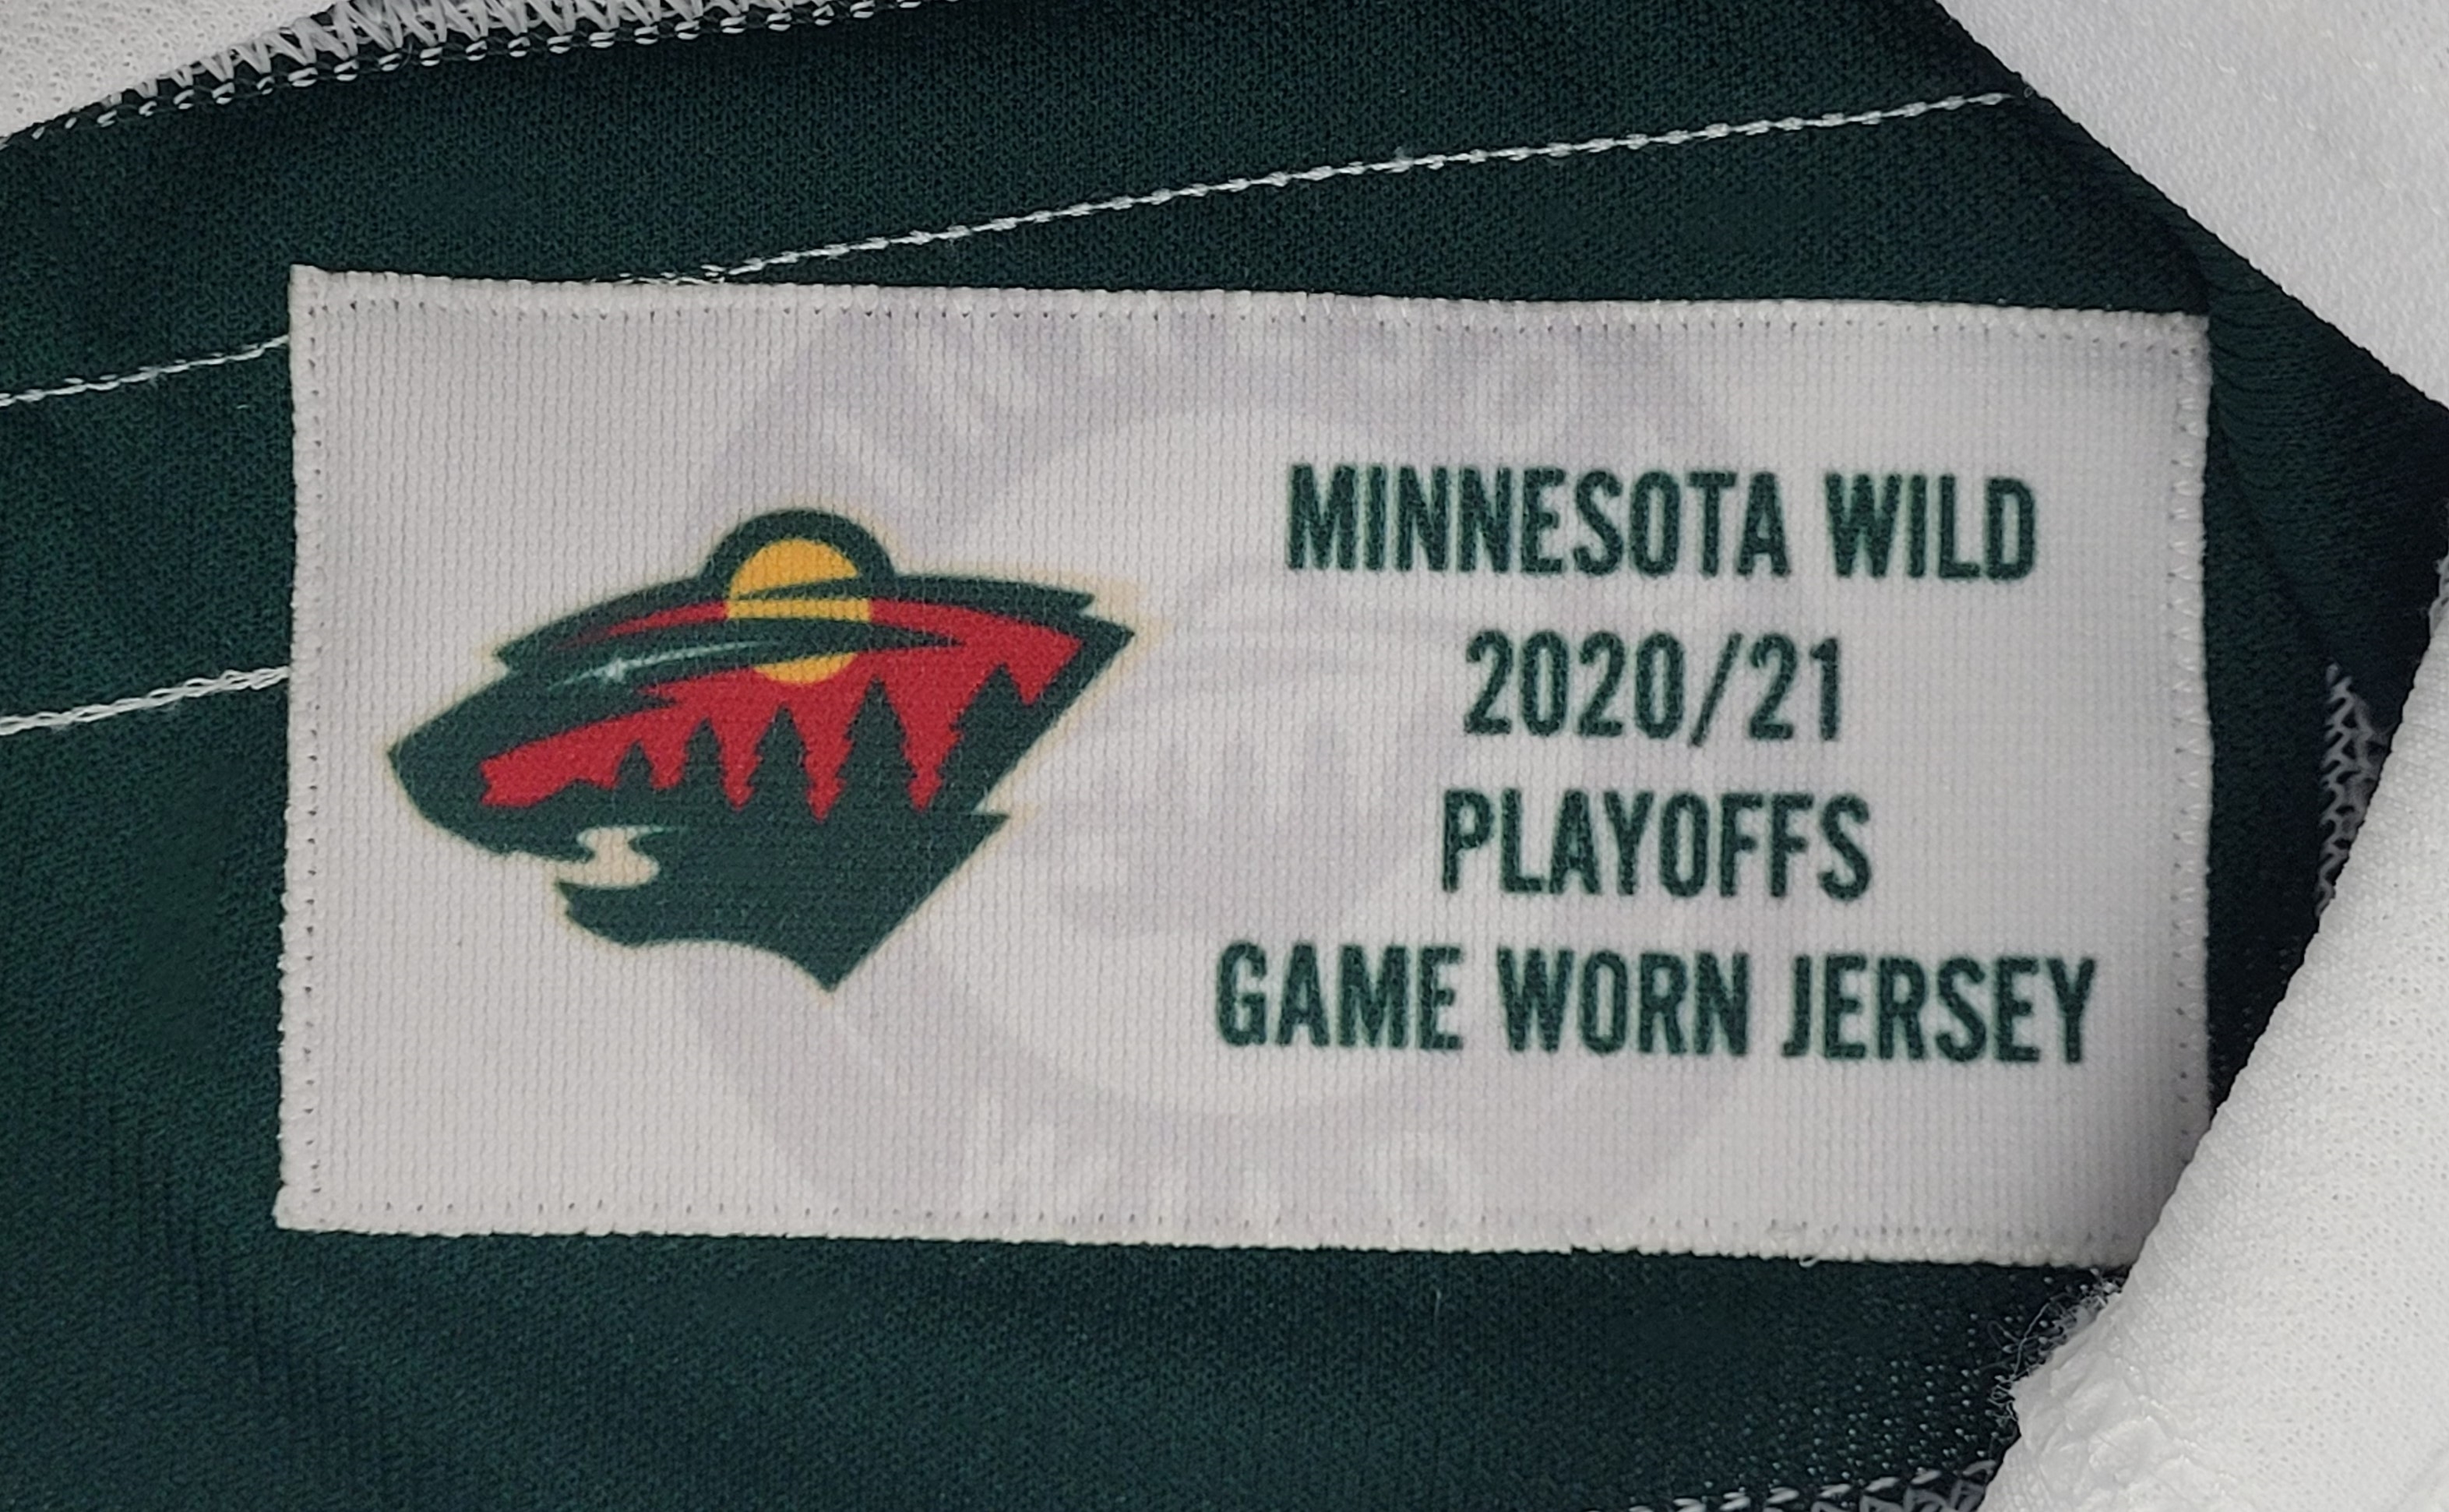 MINNESOTA WILD
2020/21
PLAYOFFS
GAME WORN JERSEY